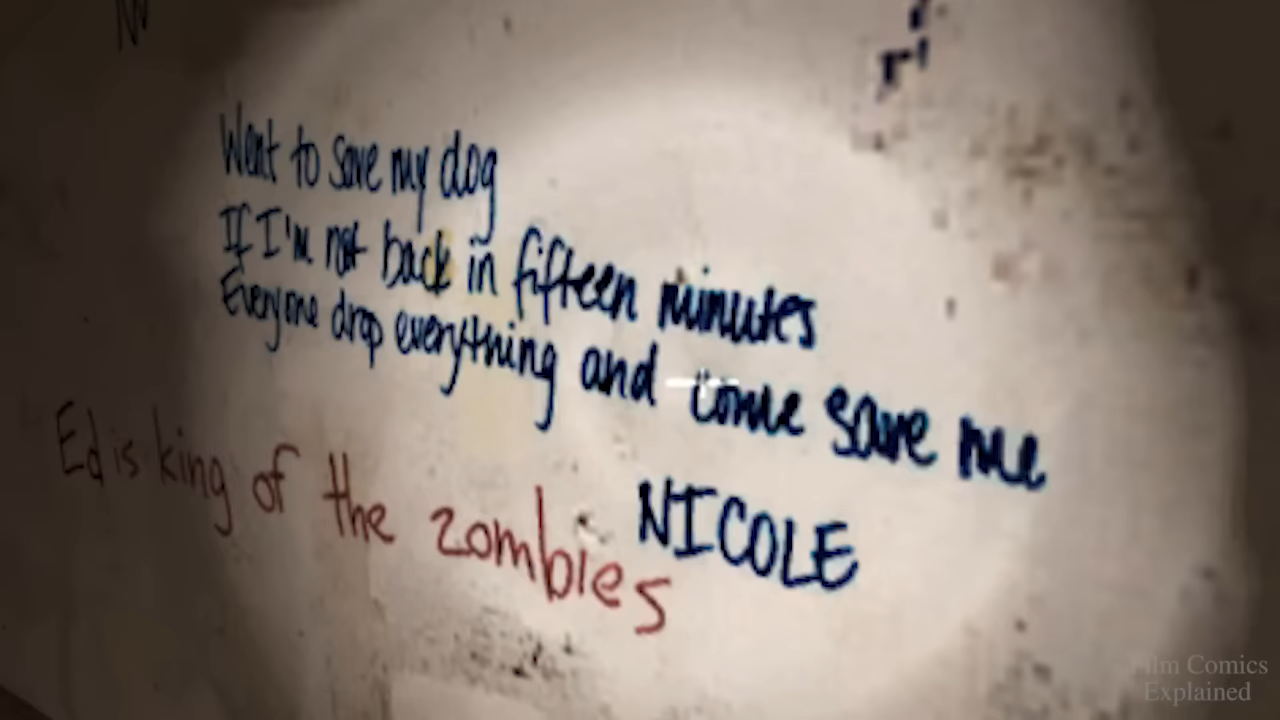 Went to save my dog
If I'm not back in fifteen minutes
Everyone drop everything and come save me
NICOLE
Ed is king of the zombies
Film Comics
Explained